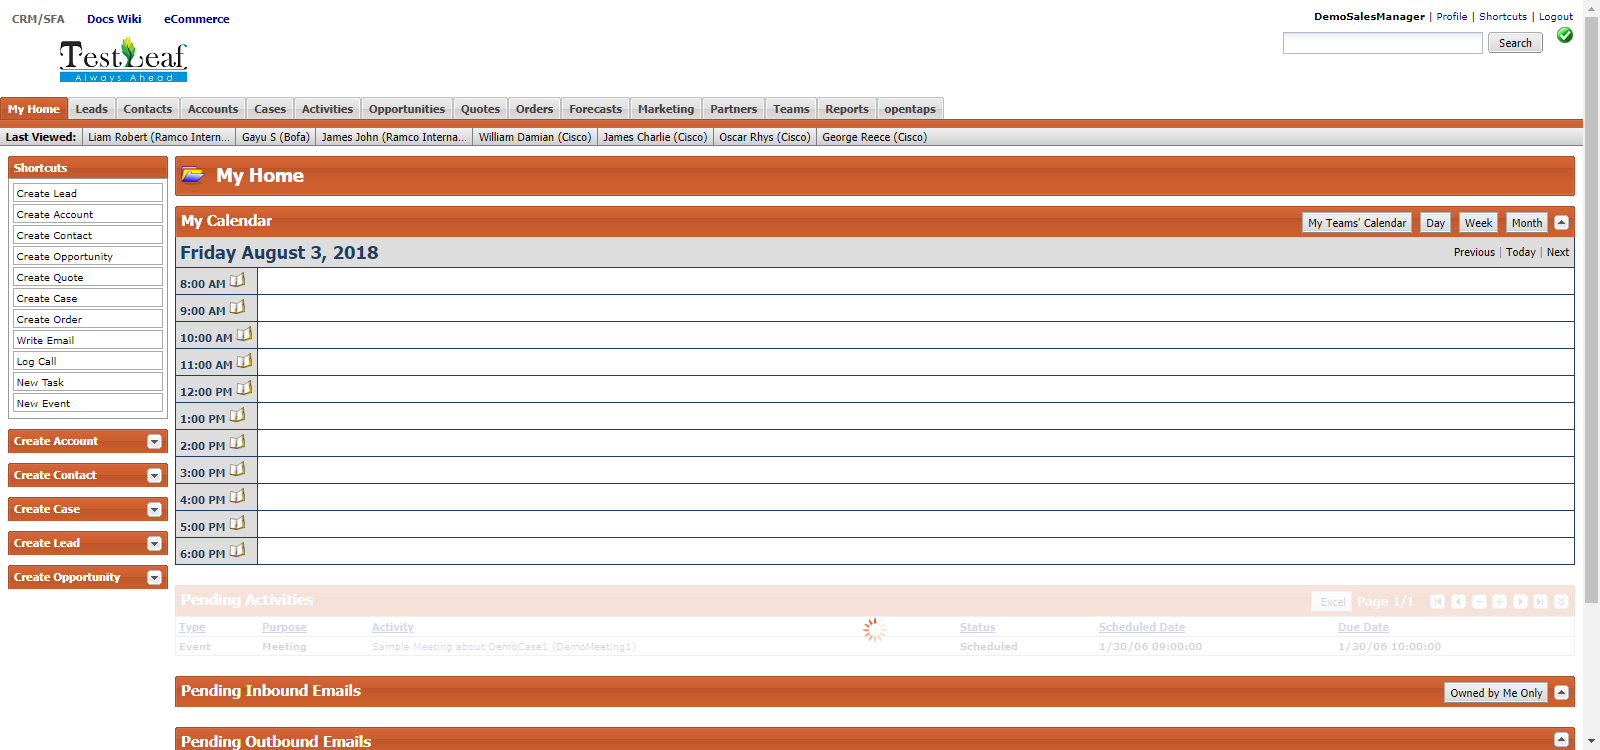 CRM/SFA Docs Wiki eCommerce
DemoSalesManager | Profile | Shortcuts | Logout
Search
TestLeaf
Always Ahead
My Home Leads Contacts Accounts Cases Activities Opportunities Quotes Orders Forecasts Marketing Partners Teams Reports opentaps
Last Viewed: Liam Robert (Ramco Intern... Gayu S (Bofa) James John (Ramco Interna... William Damian (Cisco) James Charlie (Cisco) Oscar Rhys (Cisco) George Reece (Cisco)
Shortcuts
Create Lead
Create Account
Create Contact
Create Opportunity
Create Quote
Create Case
Create Order
Write Email
Log Call
New Task
New Event
Create Account
Create Contact
Create Case
Create Lead
Create Opportunity
My Home
My Calendar My Teams' Calendar Day Week Month
Friday August 3, 2018 Previous | Today | Next
8:00 AM
9:00 AM
10:00 AM
11:00 AM
12:00 PM
1:00 PM
2:00 PM
3:00 PM
4:00 PM
5:00 PM
6:00 PM
Pending Activities Excel Page 1/1
Type Purpose Activity Status Scheduled Date Due Date
Event Meeting Sample Meeting about DemoCase1 (DemoMeeting1) Scheduled 1/30/06 09:00:00 1/30/06 10:00:00
Pending Inbound Emails Owned by Me Only
Pending Outbound Emails